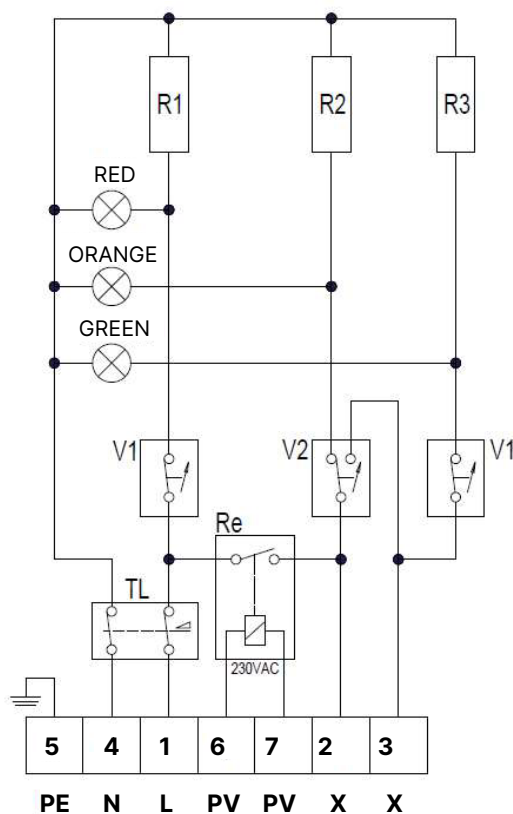 R1 R2 R3
RED
ORANGE
GREEN
V1 V2 V1
Re
TL
230VAC
5 4 1 6 7 2 3
PE N L PV PV X X